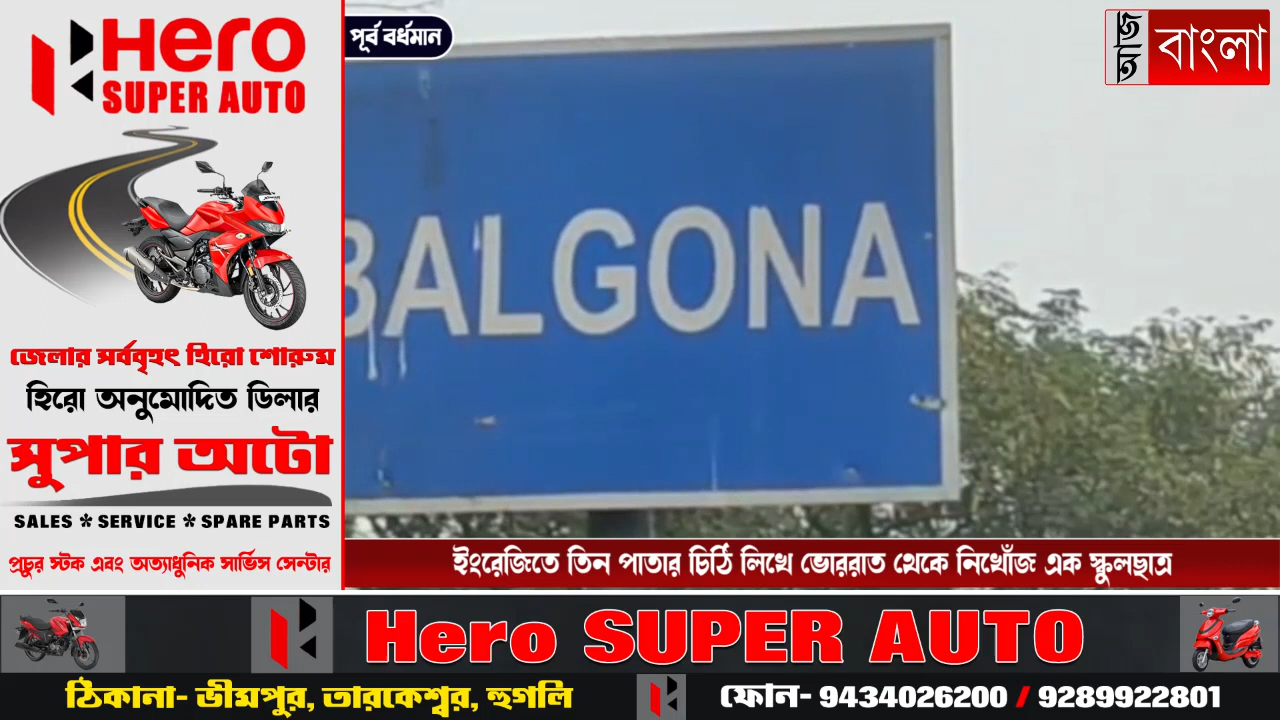 Hero
SUPER AUTO
জেলার সর্ববৃহৎ হিরো শোরুম
হিরো অনুমোদিত ডিলার
সুপার অটো
SALES * SERVICE * SPARE PARTS
প্রচুর স্টক এবং অত্যাধুনিক সার্ভিস সেন্টার
পূর্ব বর্ধমান
আজ
বাংলা
BALGONA
ইংরেজিতে তিন পাতার চিঠি লিখে ভোররাত থেকে নিখোঁজ এক স্কুলছাত্র
Hero SUPER AUTO
ঠিকানা- ভীমপুর, তারকেশ্বর, হুগলি
ফোন- 9434026200 / 9289922801